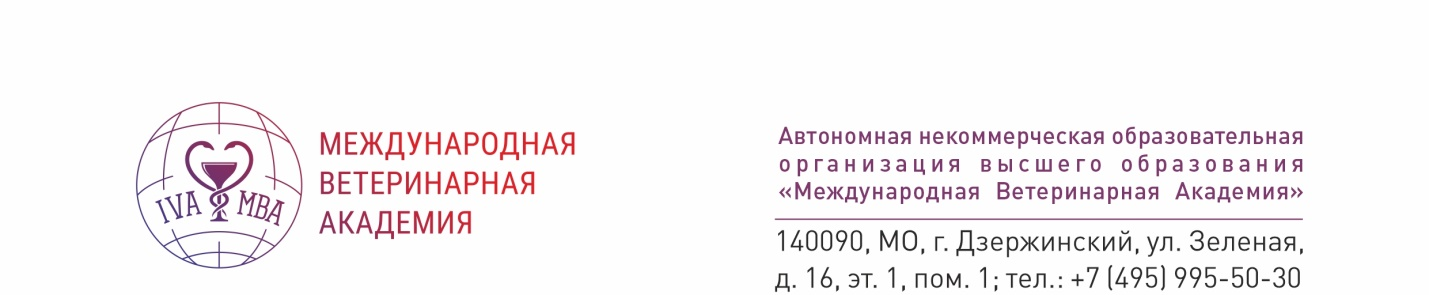 IVA МВА
МЕЖДУНАРОДНАЯ
ВЕТЕРИНАРНАЯ
АКАДЕМИЯ
Автономная некоммерческая образовательная
организация высшего образования
«Международная Ветеринарная Академия»
140090, МО, г. Дзержинский, ул. Зеленая,
д. 16, эт. 1, пом. 1; тел.: +7 (495) 995-50-30